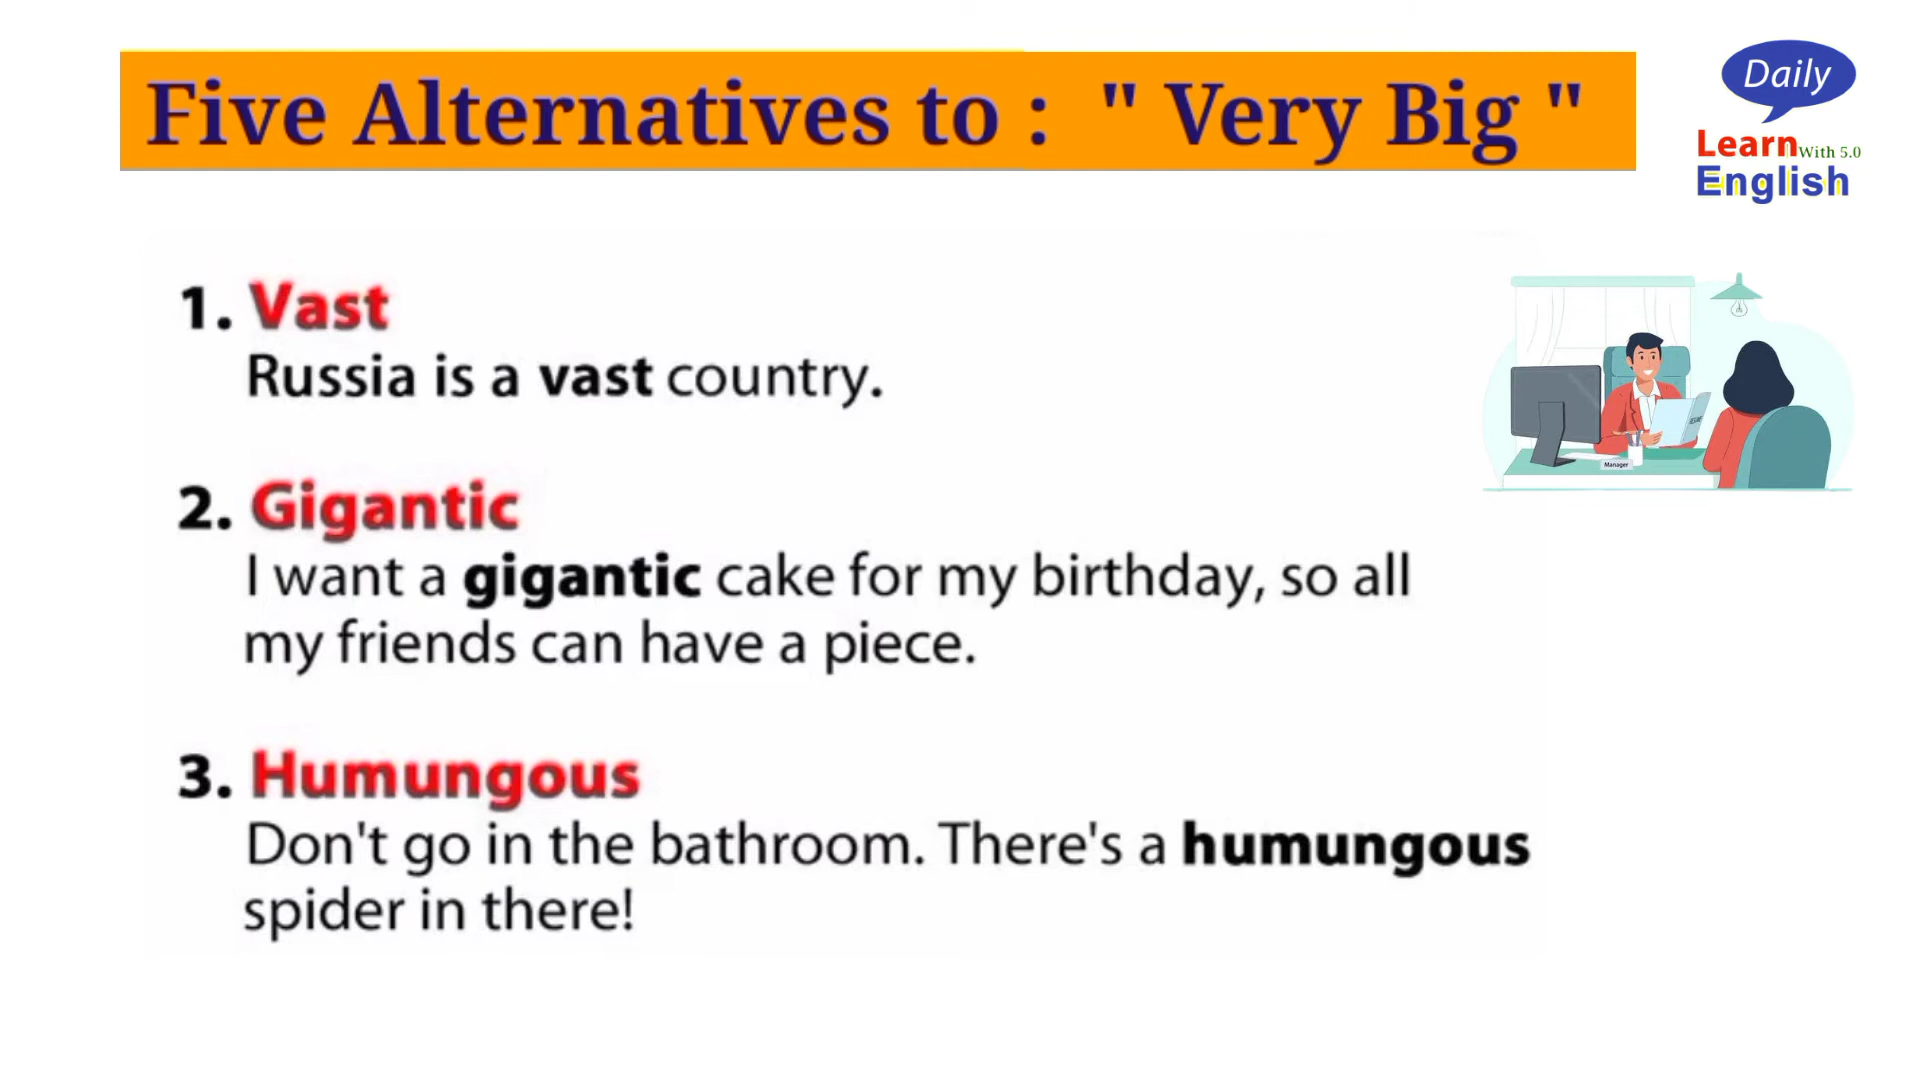 Five Alternatives to : " Very Big "
Daily
Learn With 5.0
English
1. Vast
Russia is a vast country.
2. Gigantic
I want a gigantic cake for my birthday, so all
my friends can have a piece.
3. Humungous
Don't go in the bathroom. There's a humungous
spider in there!
Manager